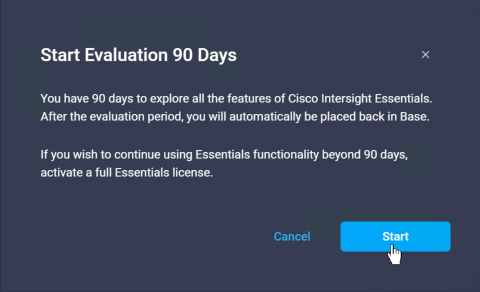 Start Evaluation 90 Days
You have 90 days to explore all the features of Cisco Intersight Essentials.
After the evaluation period, you will automatically be placed back in Base.
If you wish to continue using Essentials functionality beyond 90 days,
activate a full Essentials license.
Cancel Start